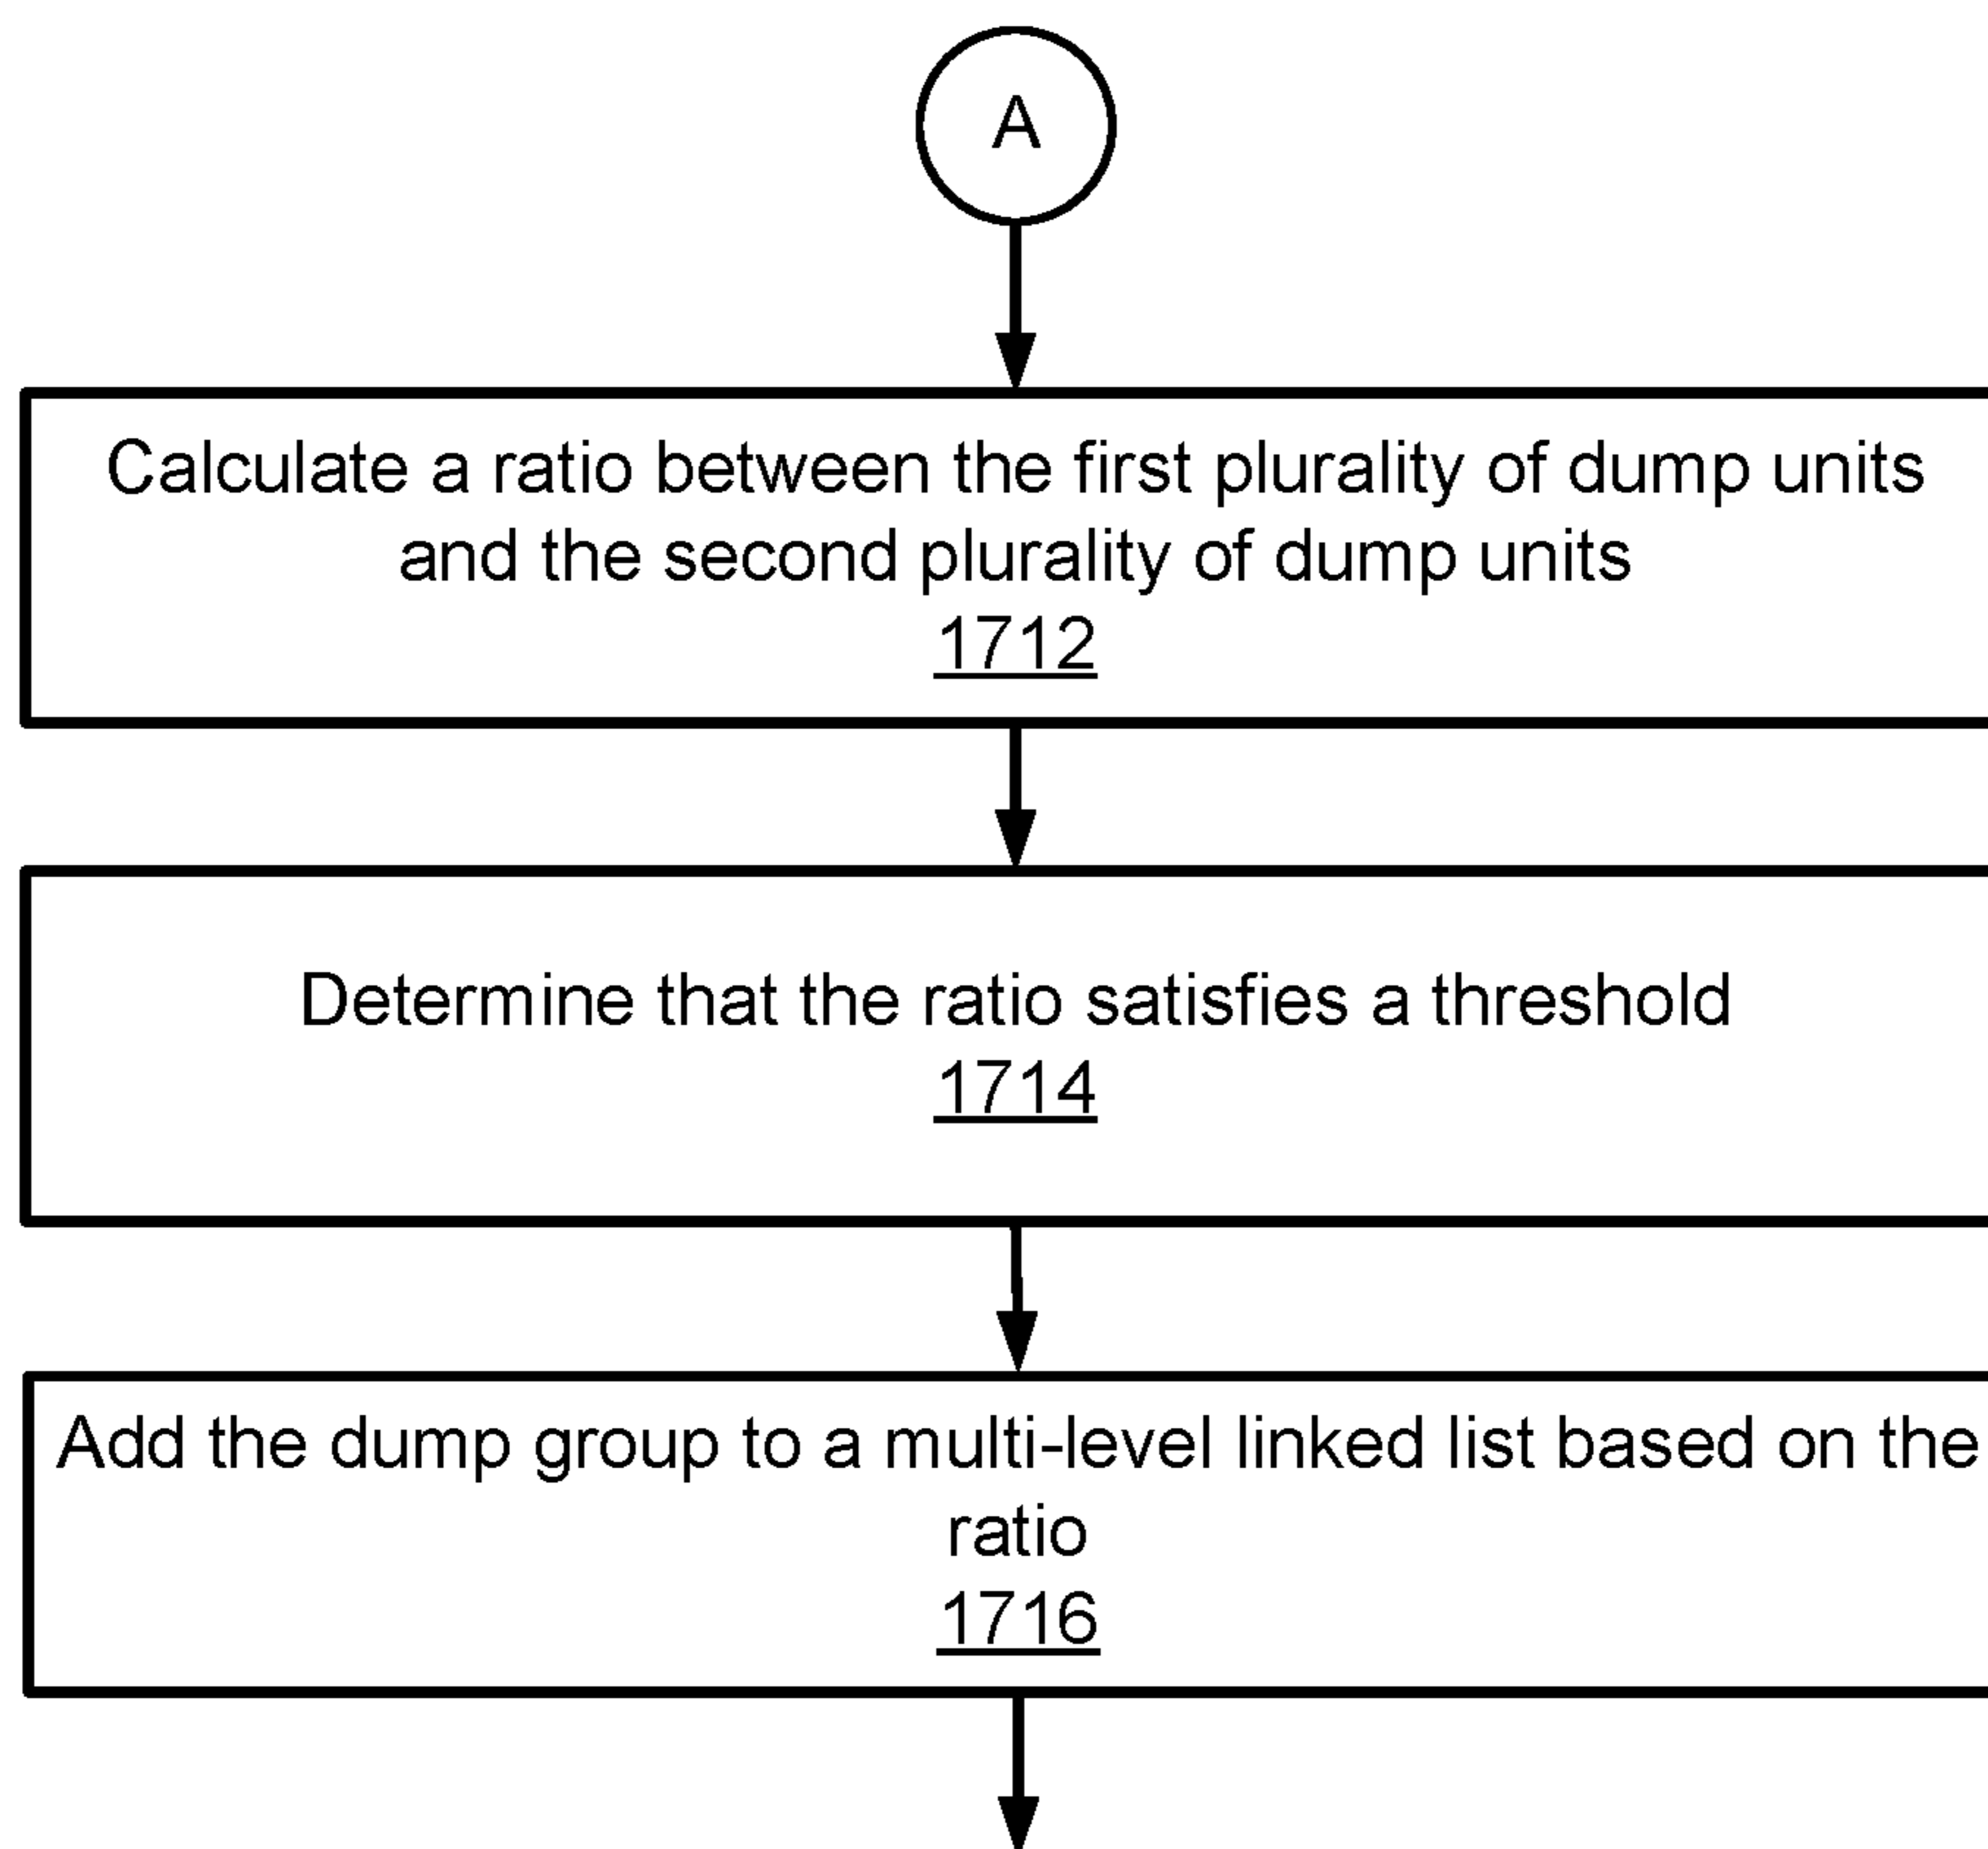 A
Calculate a ratio between the first plurality of dump units
and the second plurality of dump units
1712
Determine that the ratio satisfies a threshold
1714
Add the dump group to a multi-level linked list based on the
ratio
1716